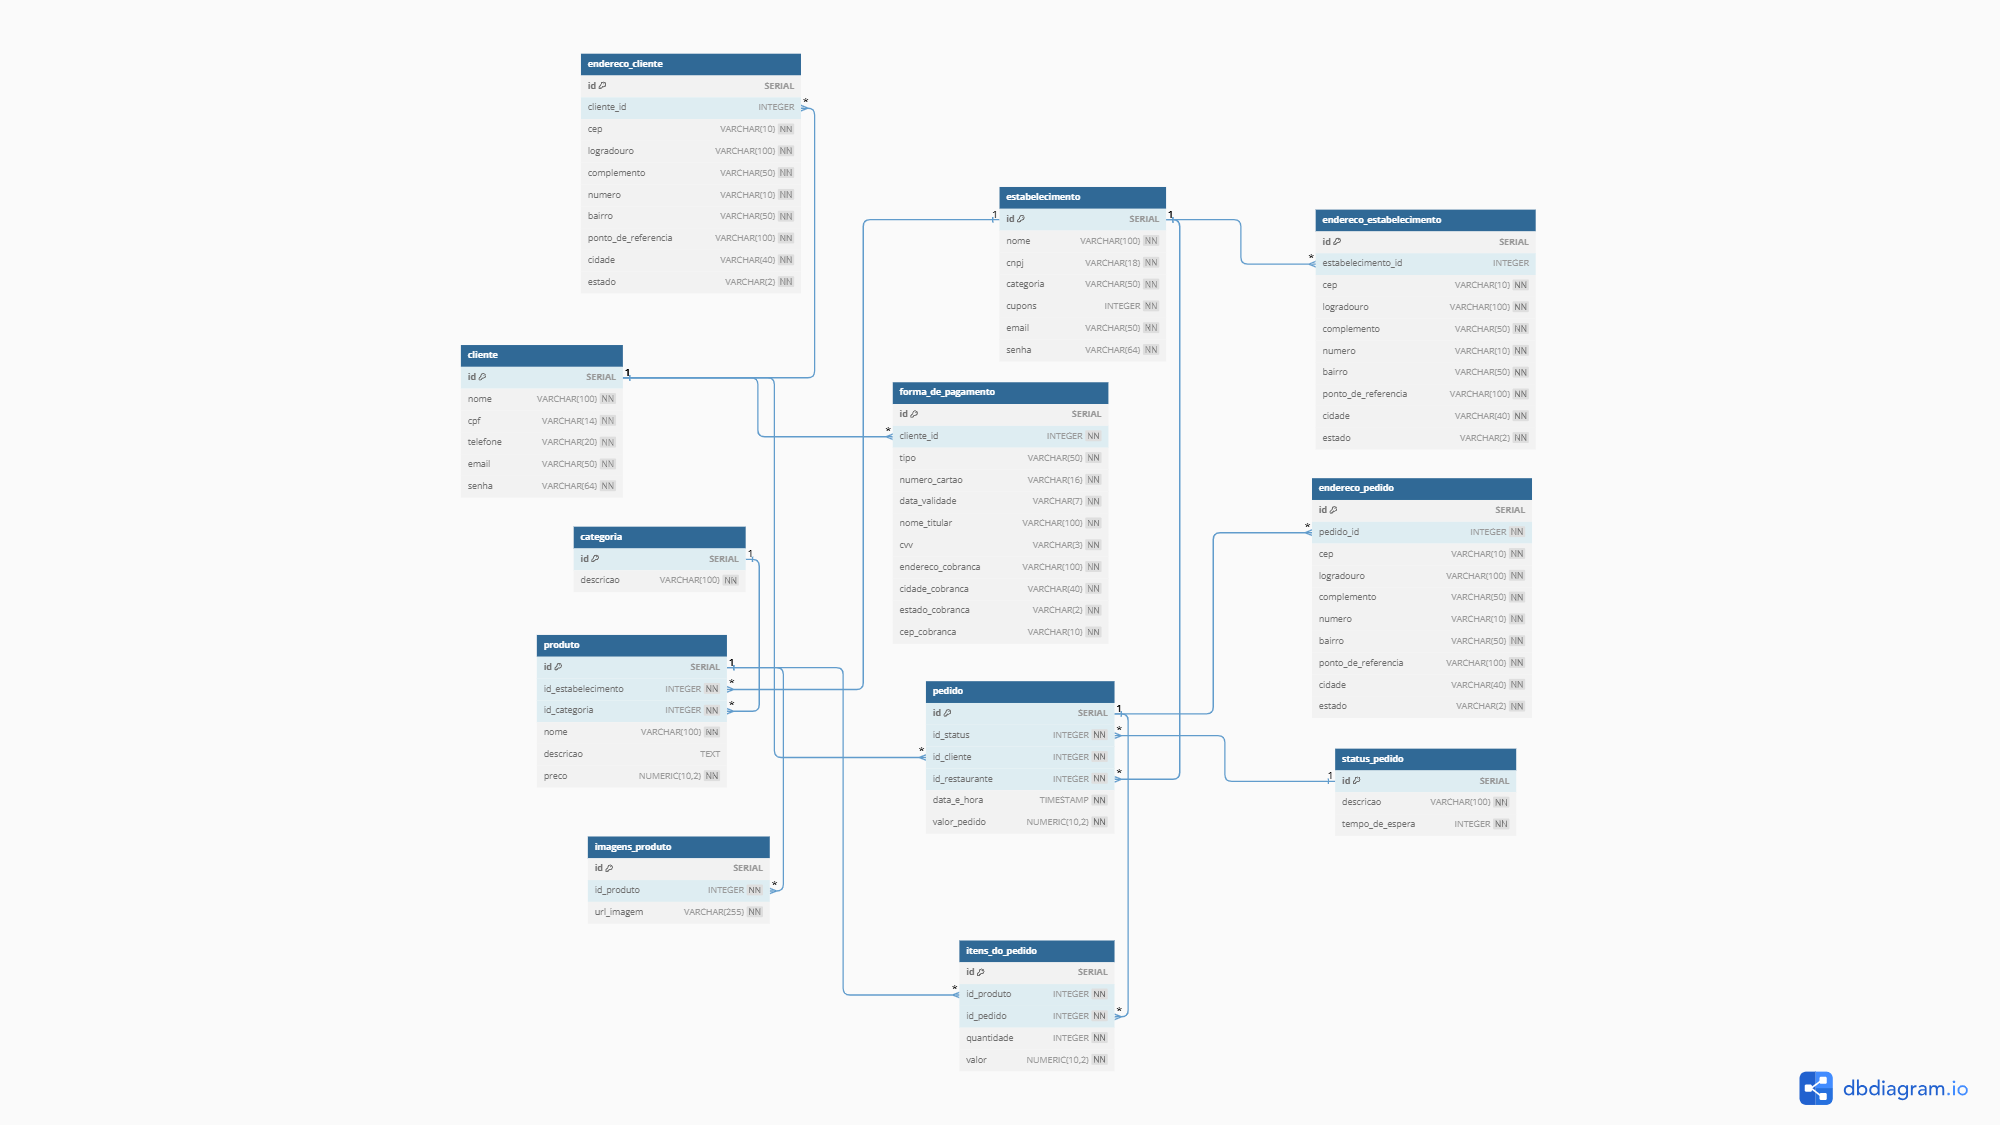 endereco_cliente
id SERIAL
cliente_id INTEGER *
cep VARCHAR(10) NN
logradouro VARCHAR(100) NN
complemento VARCHAR(50) NN
numero VARCHAR(10) NN
bairro VARCHAR(50) NN
ponto_de_referencia VARCHAR(100) NN
cidade VARCHAR(40) NN
estado VARCHAR(2) NN
estabelecimento
1 id SERIAL 1
nome VARCHAR(100) NN
cnpj VARCHAR(18) NN
categoria VARCHAR(50) NN
cupons INTEGER NN
email VARCHAR(50) NN
senha VARCHAR(64) NN
endereco_estabelecimento
id SERIAL
* estabelecimento_id INTEGER
cep VARCHAR(10) NN
logradouro VARCHAR(100) NN
complemento VARCHAR(50) NN
numero VARCHAR(10) NN
bairro VARCHAR(50) NN
ponto_de_referencia VARCHAR(100) NN
cidade VARCHAR(40) NN
estado VARCHAR(2) NN
cliente
id SERIAL 1
nome VARCHAR(100) NN
cpf VARCHAR(14) NN
telefone VARCHAR(20) NN
email VARCHAR(50) NN
senha VARCHAR(64) NN
forma_de_pagamento
id SERIAL
* cliente_id INTEGER NN
tipo VARCHAR(50) NN
numero_cartao VARCHAR(16) NN
data_validade VARCHAR(7) NN
nome_titular VARCHAR(100) NN
cvv VARCHAR(3) NN
endereco_cobranca VARCHAR(100) NN
cidade_cobranca VARCHAR(40) NN
estado_cobranca VARCHAR(2) NN
cep_cobranca VARCHAR(10) NN
endereco_pedido
id SERIAL
* pedido_id INTEGER NN
cep VARCHAR(10) NN
logradouro VARCHAR(100) NN
complemento VARCHAR(50) NN
numero VARCHAR(10) NN
bairro VARCHAR(50) NN
ponto_de_referencia VARCHAR(100) NN
cidade VARCHAR(40) NN
estado VARCHAR(2) NN
categoria
id SERIAL 1
descricao VARCHAR(100) NN
produto
id SERIAL 1
id_estabelecimento INTEGER NN *
id_categoria INTEGER NN *
nome VARCHAR(100) NN
descricao TEXT
preco NUMERIC(10,2) NN
pedido
id SERIAL 1
id_status INTEGER NN *
* id_cliente INTEGER NN
id_restaurante INTEGER NN *
data_e_hora TIMESTAMP NN
valor_pedido NUMERIC(10,2) NN
status_pedido
1 id SERIAL
descricao VARCHAR(100) NN
tempo_de_espera INTEGER NN
imagens_produto
id SERIAL
id_produto INTEGER NN *
url_imagem VARCHAR(255) NN
itens_do_pedido
id SERIAL
* id_produto INTEGER NN
id_pedido INTEGER NN *
quantidade INTEGER NN
valor NUMERIC(10,2) NN
dbdiagram.io